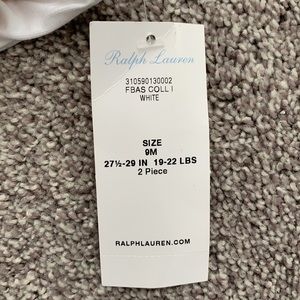 Ralph Lauren
310590130002
FBAS COLL I
WHITE
SIZE
9M
27½-29 IN 19-22 LBS
2 Piece
RALPHLAUREN.COM